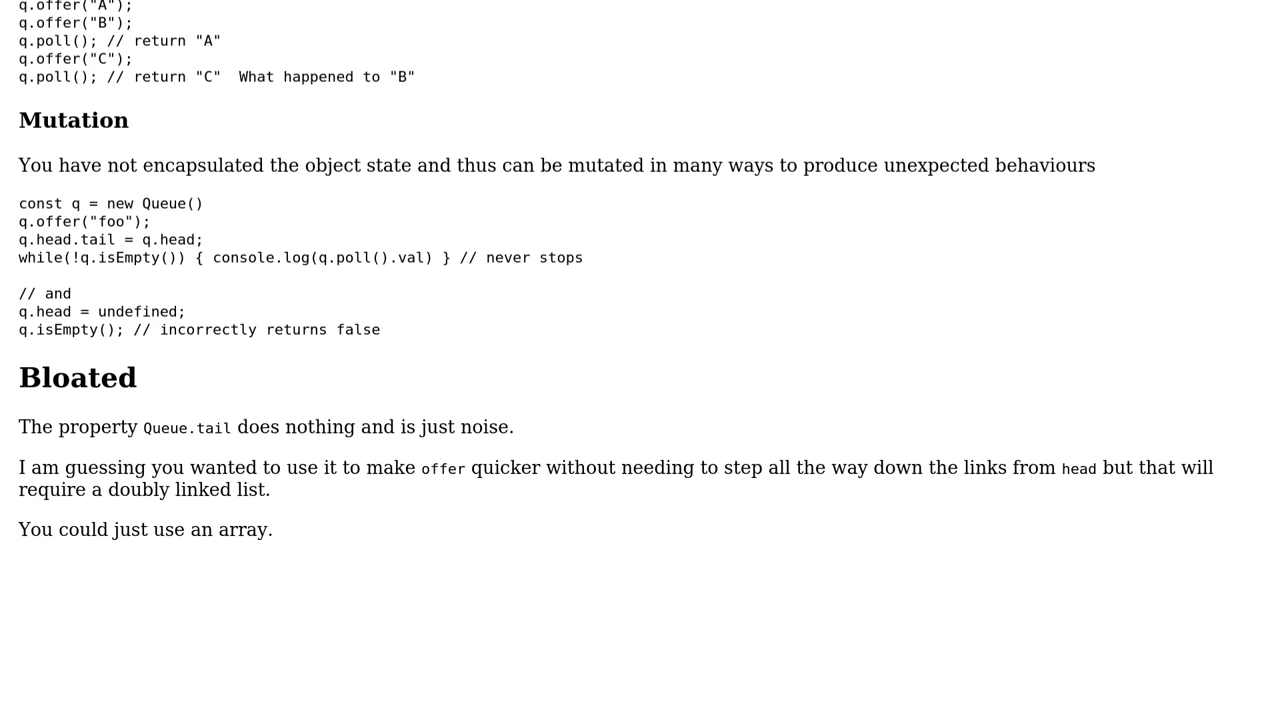 q.offer("A");
q.offer("B");
q.poll(); // return "A"
q.offer("C");
q.poll(); // return "C"  What happened to "B"
Mutation
You have not encapsulated the object state and thus can be mutated in many ways to produce unexpected behaviours
const q = new Queue()
q.offer("foo");
q.head.tail = q.head;
while(!q.isEmpty()) { console.log(q.poll().val) } // never stops
// and
q.head = undefined;
q.isEmpty(); // incorrectly returns false
Bloated
The property Queue.tail does nothing and is just noise.
I am guessing you wanted to use it to make offer quicker without needing to step all the way down the links from head but that will
require a doubly linked list.
You could just use an array.